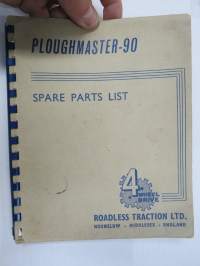 PLOUGHMASTER-90
SPARE PARTS LIST
4
WHEEL
DRIVE
ROADLESS TRACTION LTD.
HOUNSLOW - MIDDLESEX - ENGLAND